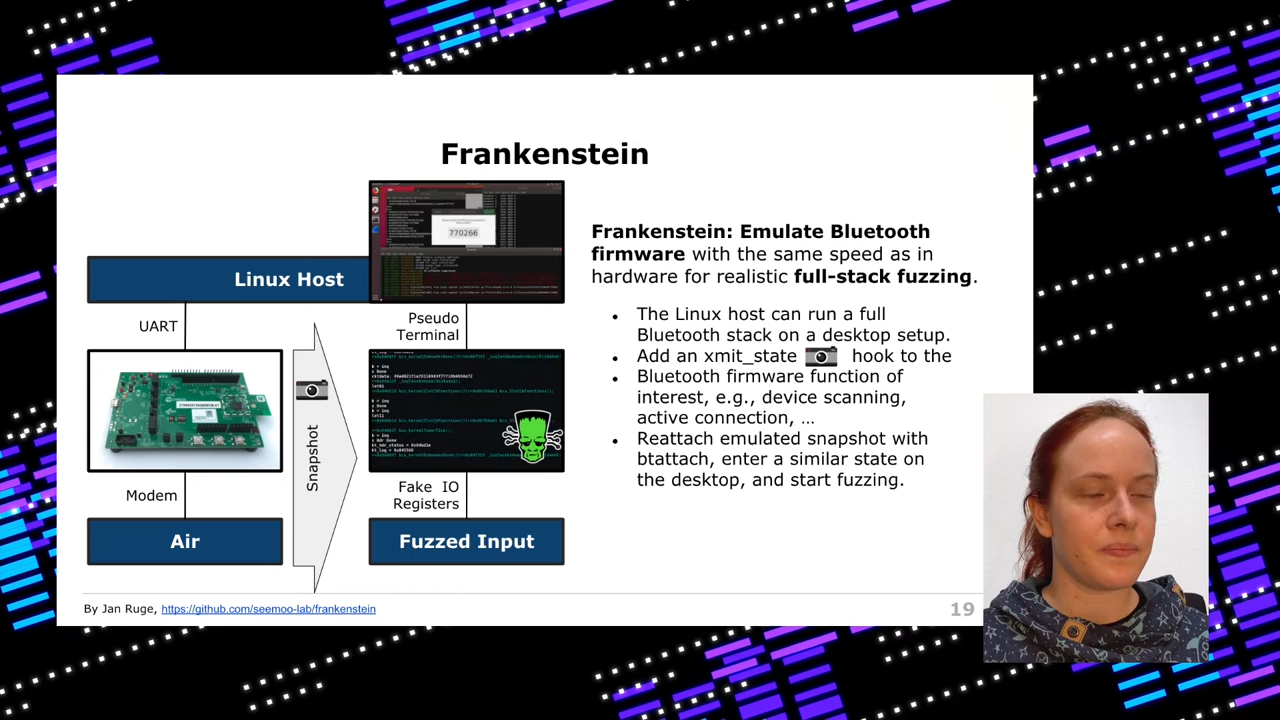 Frankenstein
770266
Linux Host
UART
Pseudo
Terminal
Snapshot
Modem
Fake IO
Registers
Air
Fuzzed Input
Frankenstein: Emulate Bluetooth
firmware with the same speed as in
hardware for realistic full-stack fuzzing.
• The Linux host can run a full
Bluetooth stack on a desktop setup.
• Add an xmit_state hook to the
• Bluetooth firmware function of
interest, e.g., device scanning,
active connection, ...
• Reattach emulated snapshot with
btattach, enter a similar state on
the desktop, and start fuzzing.
By Jan Ruge, https://github.com/seemoo-lab/frankenstein
19